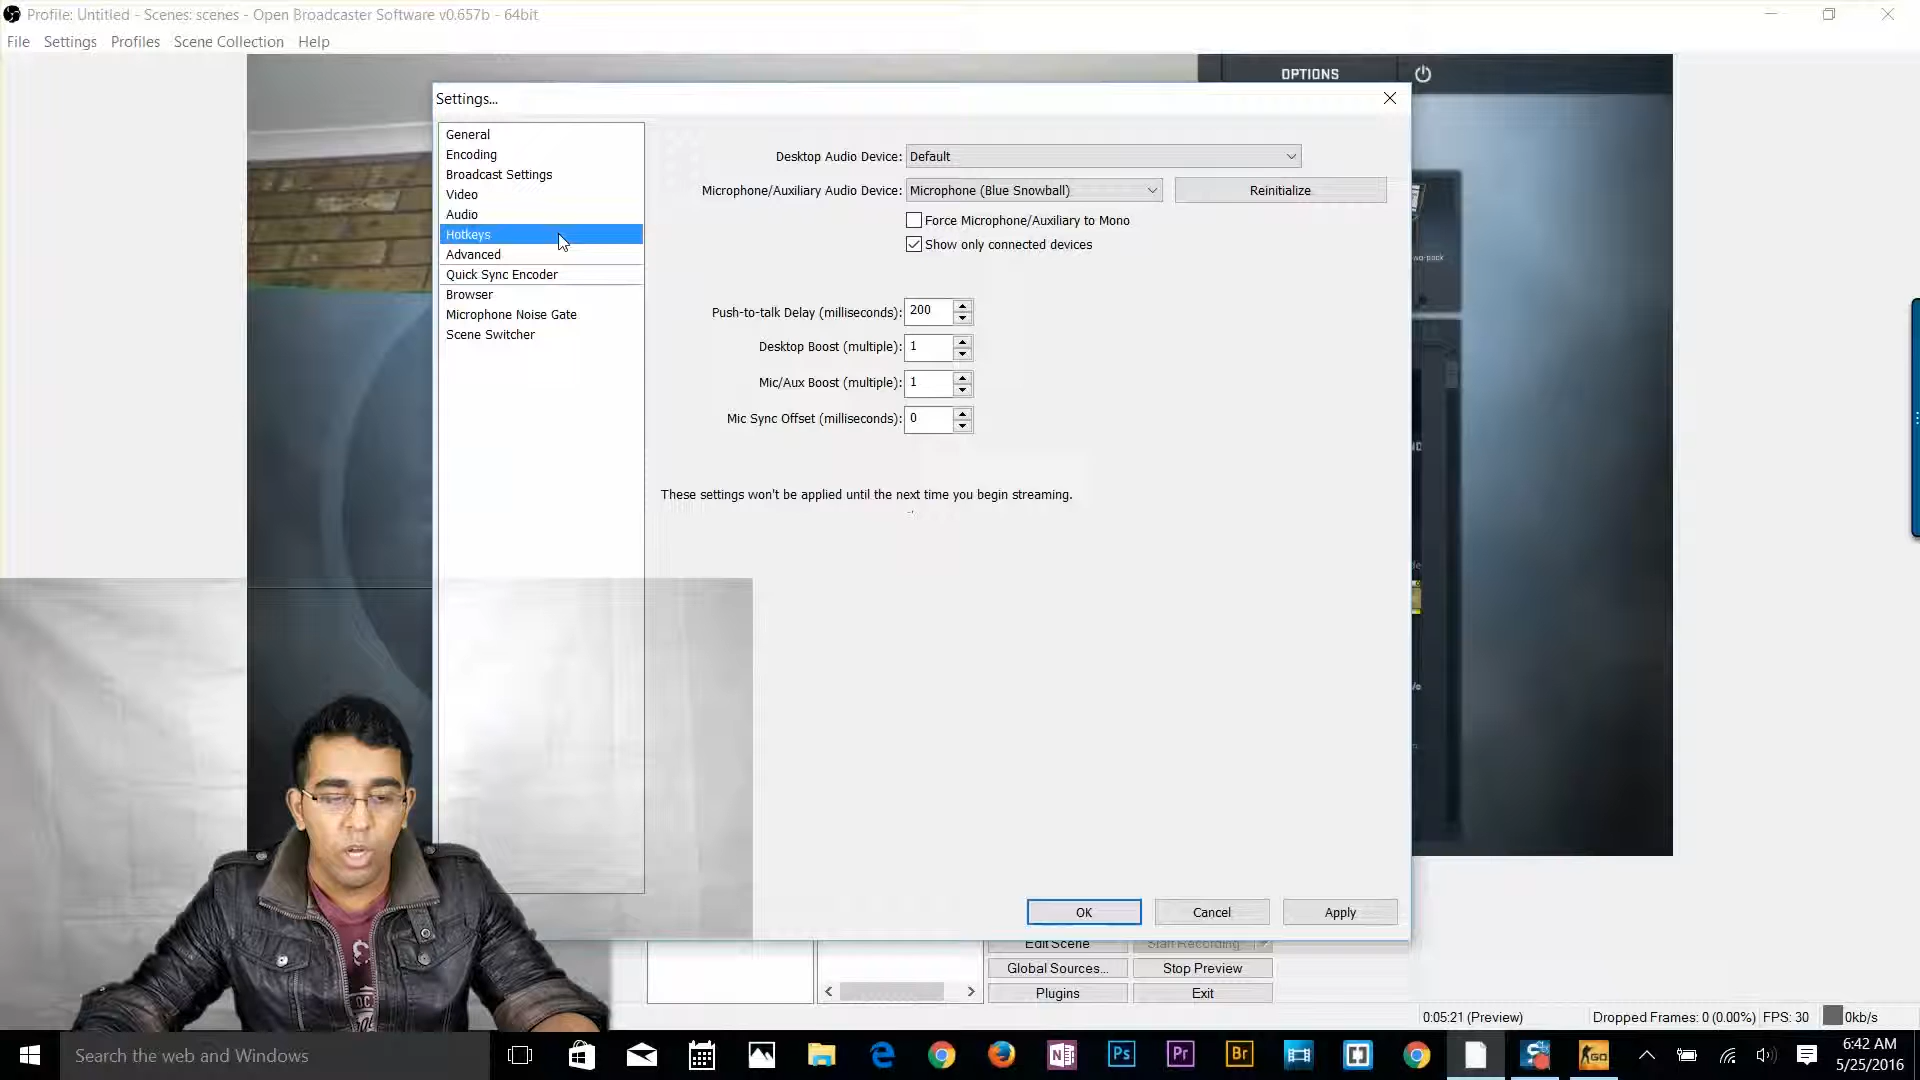 Profile: Untitled - Scenes: scenes - Open Broadcaster Software v0.657b - 64bit
File Settings Profiles Scene Collection Help
OPTIONS
Settings...
General
Encoding
Broadcast Settings
Video
Audio
Hotkeys
Advanced
Quick Sync Encoder
Browser
Microphone Noise Gate
Scene Switcher
Desktop Audio Device: Default
Microphone/Auxiliary Audio Device: Microphone (Blue Snowball) Reinitialize
Force Microphone/Auxiliary to Mono
Show only connected devices
Push-to-talk Delay (milliseconds): 200
Desktop Boost (multiple): 1
Mic/Aux Boost (multiple): 1
Mic Sync Offset (milliseconds): 0
These settings won't be applied until the next time you begin streaming.
OK Cancel Apply
Edit Scene Start Recording
Global Sources... Stop Preview
Plugins Exit
0:05:21 (Preview) Dropped Frames: 0 (0.00%) FPS: 30 0kb/s
Search the web and Windows
Ps Pr Br GO
6:42 AM
5/25/2016